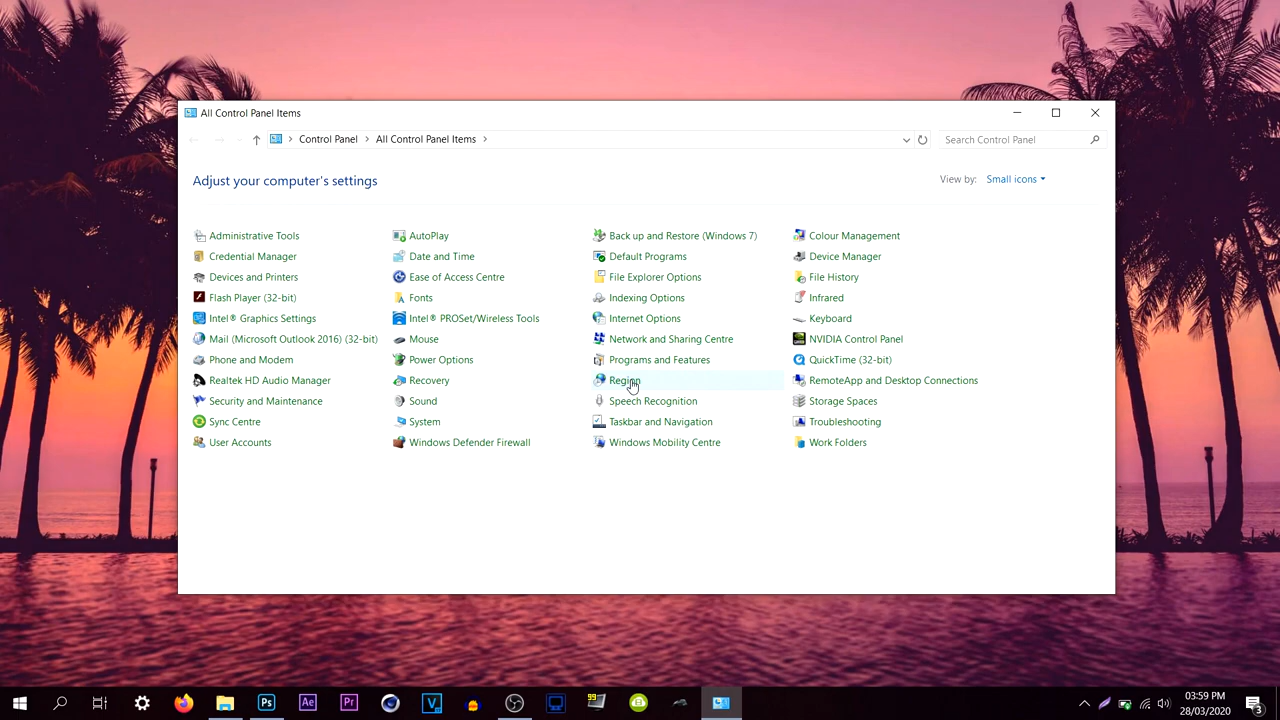 All Control Panel Items
Control Panel > All Control Panel Items >
Search Control Panel
Adjust your computer's settings
View by: Small icons
Administrative Tools
AutoPlay
Back up and Restore (Windows 7)
Colour Management
Credential Manager
Date and Time
Default Programs
Device Manager
Devices and Printers
Ease of Access Centre
File Explorer Options
File History
Flash Player (32-bit)
Fonts
Indexing Options
Infrared
Intel® Graphics Settings
Intel® PROSet/Wireless Tools
Internet Options
Keyboard
Mail (Microsoft Outlook 2016) (32-bit)
Mouse
Network and Sharing Centre
NVIDIA Control Panel
Phone and Modem
Power Options
Programs and Features
QuickTime (32-bit)
Realtek HD Audio Manager
Recovery
Region
RemoteApp and Desktop Connections
Security and Maintenance
Sound
Speech Recognition
Storage Spaces
Sync Centre
System
Taskbar and Navigation
Troubleshooting
User Accounts
Windows Defender Firewall
Windows Mobility Centre
Work Folders
Ps
Ae
Pr
V
99
03:59 PM
28/03/2020
3